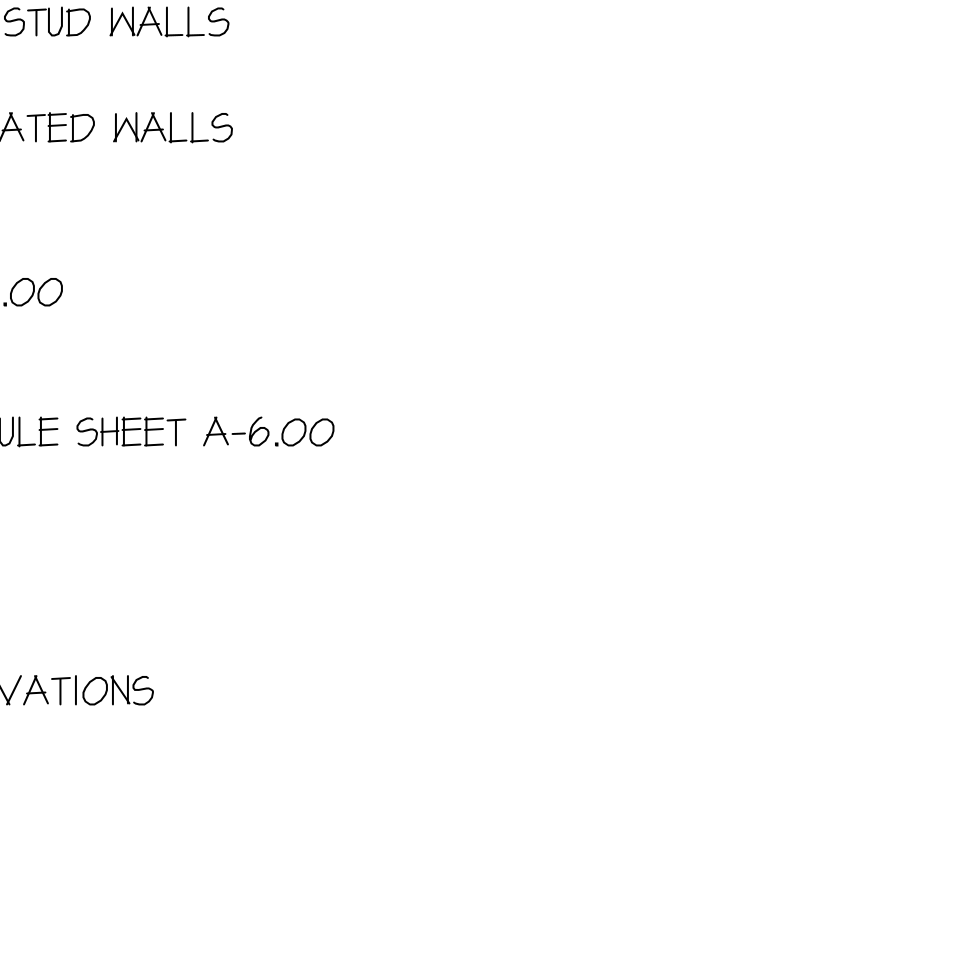 STUD WALLS
ATED WALLS
.00
ULE SHEET A-6.00
VATIONS